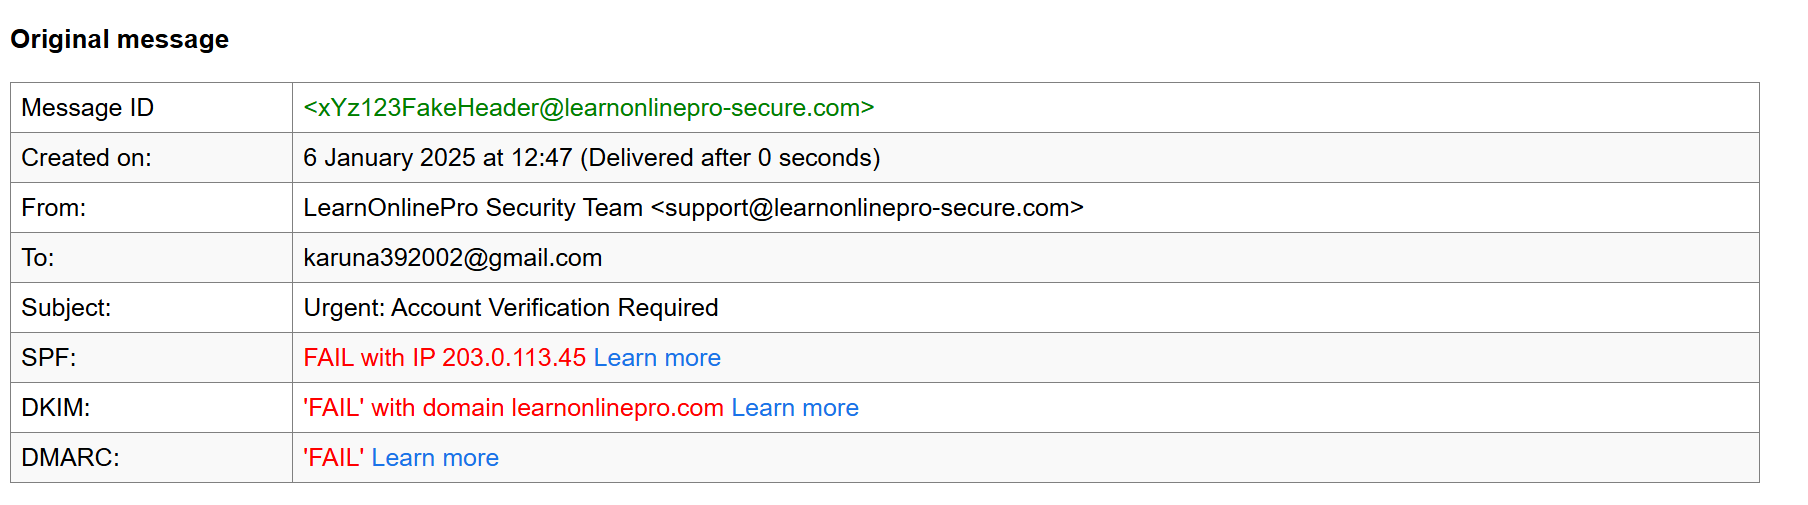 Original message
Message ID <xYz123FakeHeader@learnonlinepro-secure.com>
Created on: 6 January 2025 at 12:47 (Delivered after 0 seconds)
From: LearnOnlinePro Security Team <support@learnonlinepro-secure.com>
To: karuna392002@gmail.com
Subject: Urgent: Account Verification Required
SPF: FAIL with IP 203.0.113.45 Learn more
DKIM: 'FAIL' with domain learnonlinepro.com Learn more
DMARC: 'FAIL' Learn more